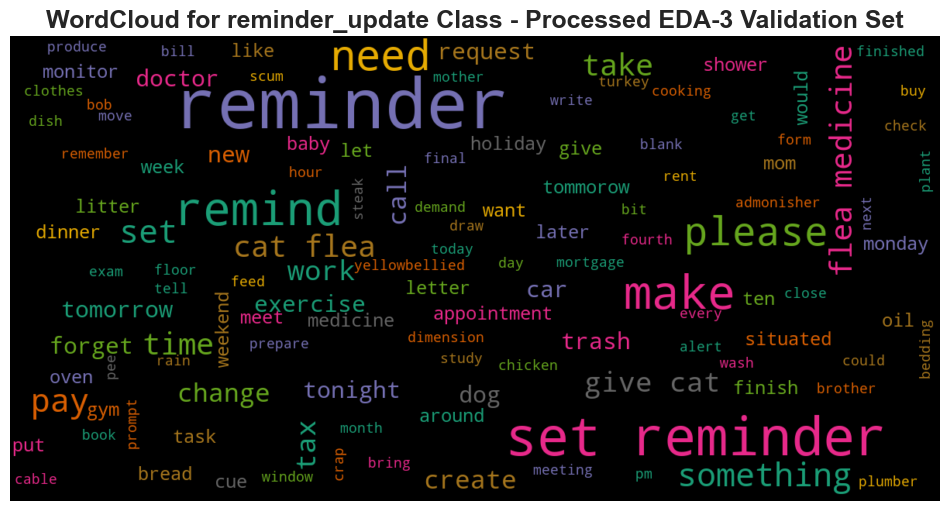 WordCloud for reminder_update Class - Processed EDA-3 Validation Set
produce
bill
like
need
request
take
shower
finished
monitor
doctor
scum
mother
turkey
cooking
medicine
clothes
bob
reminder
write
would
buy
dish
move
get
form
check
remember
new
baby
let
final
holiday
give
blank
mom
week
hour
call
tommorow
rent
plant
litter
remind
steak
demand
want
bit
admonisher
flea
next
dinner
set
cat flea
draw
later
fourth
please
monday
exam
floor
work
yellowbellied
today
day
mortgage
tell
feed
exercise
letter
car
make
ten
close
tomorrow
weekend
meet
medicine
appointment
every
oil
forget
time
prepare
dimension
trash
alert
situated
bedding
oven
peer
rain
study
chicken
wash
could
pay
gym
change
tonight
dog
give cat
finish
brother
prompt
around
put
book
task
tax
month
set reminder
cable
bread
cue
window
crap
bring
create
meeting
pm
something
plumber